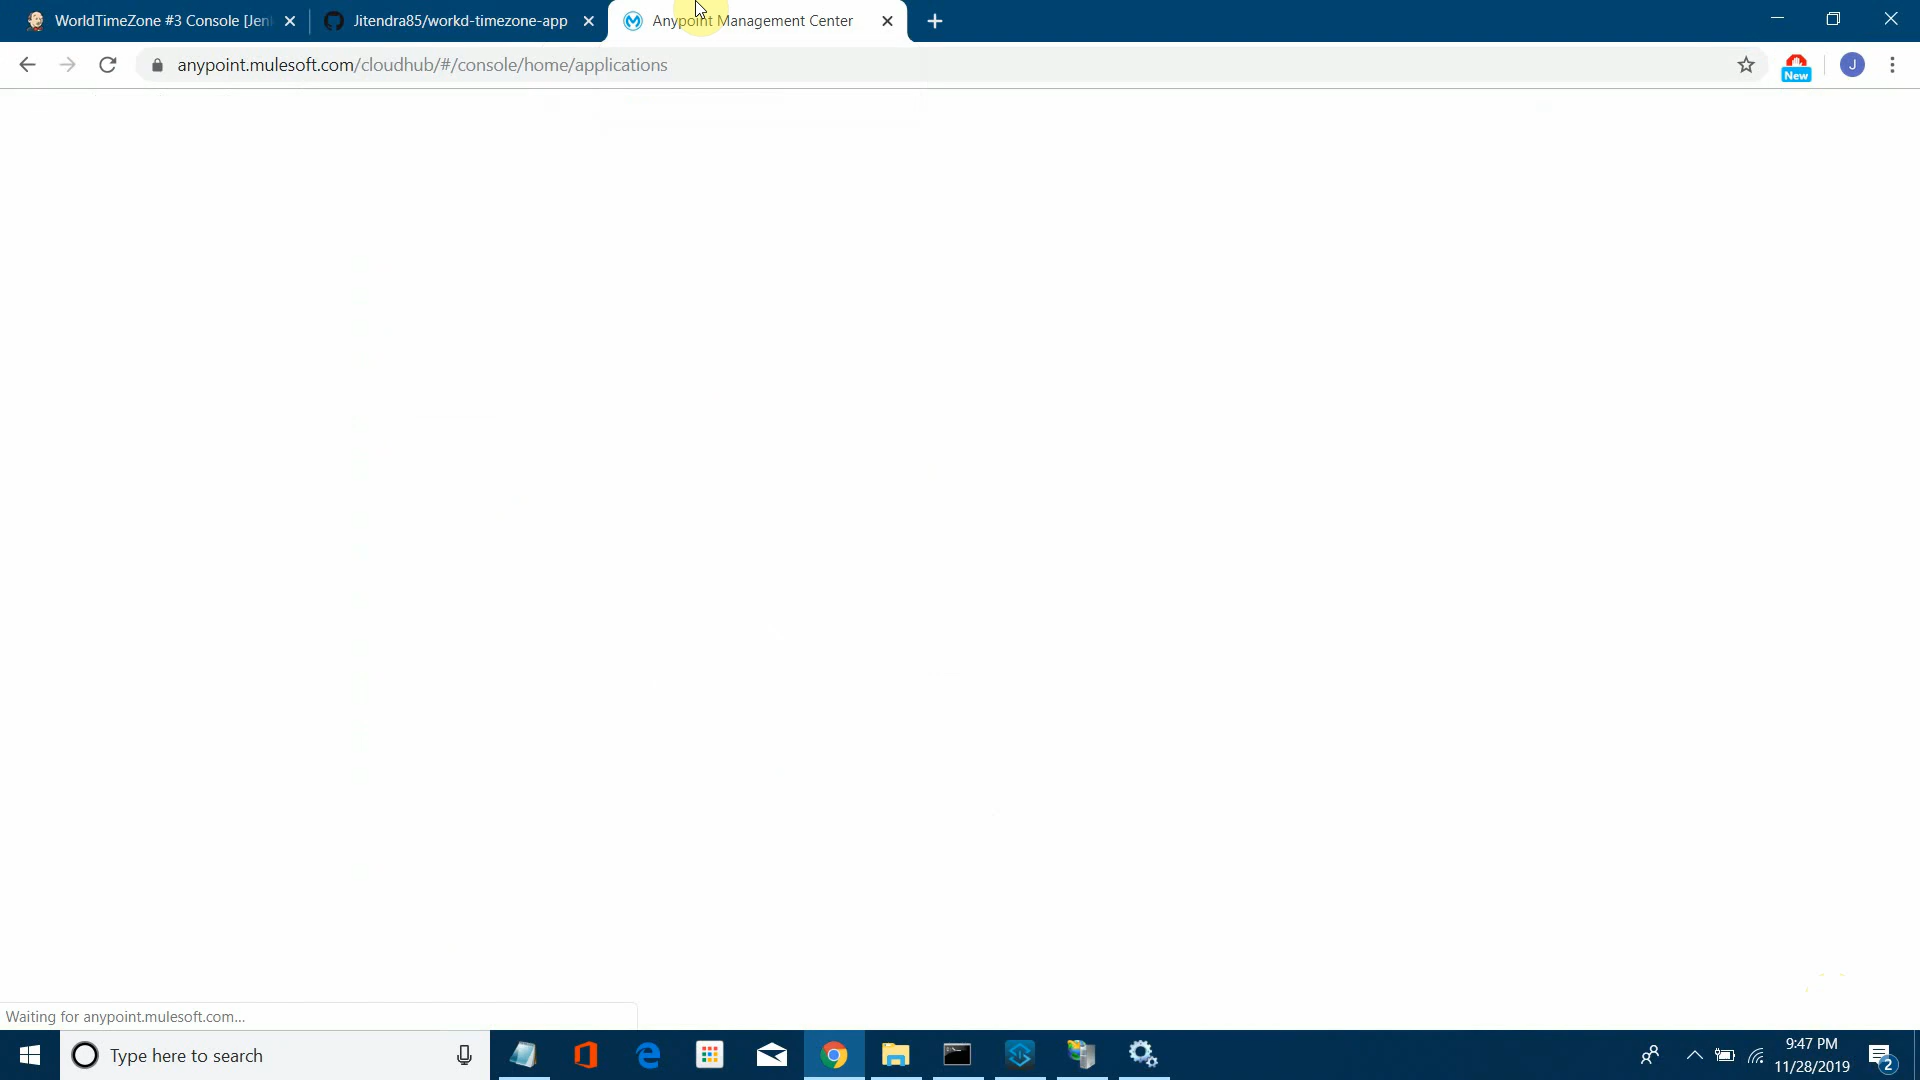 WorldTimeZone #3 Console [Jen
Jitendra85/workd-timezone-app
Anypoint Management Center
anypoint.mulesoft.com/cloudhub/#/console/home/applications
New
J
Waiting for anypoint.mulesoft.com...
Type here to search
9:47 PM
11/28/2019
2